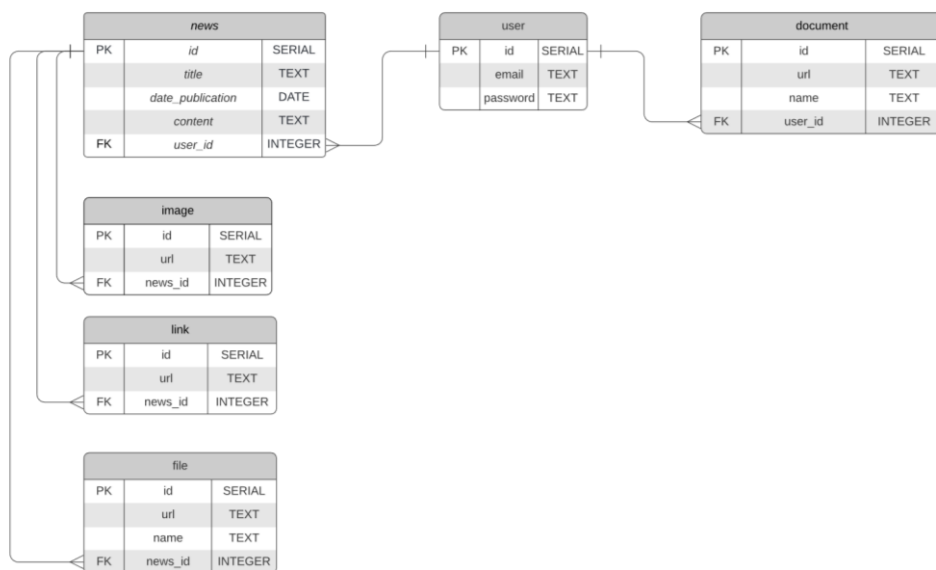 news
PK id SERIAL
title TEXT
date_publication DATE
content TEXT
FK user_id INTEGER
user
PK id SERIAL
email TEXT
password TEXT
document
PK id SERIAL
url TEXT
name TEXT
FK user_id INTEGER
image
PK id SERIAL
url TEXT
FK news_id INTEGER
link
PK id SERIAL
url TEXT
FK news_id INTEGER
file
PK id SERIAL
url TEXT
name TEXT
FK news_id INTEGER